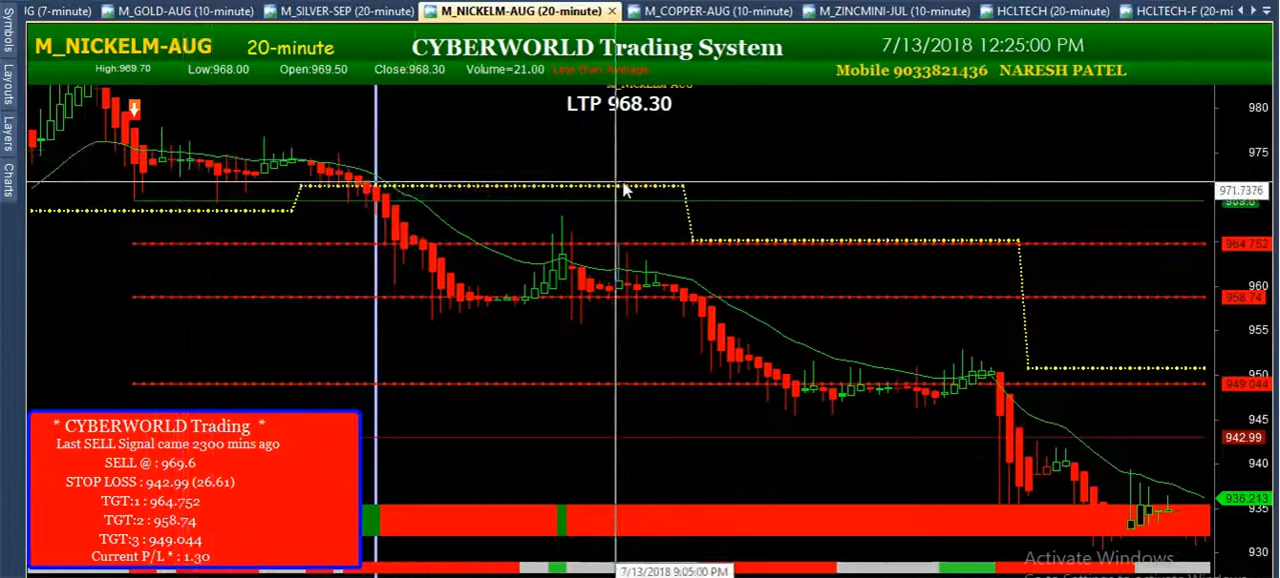 IG (7-minute) M_GOLD-AUG (10-minute) M_SILVER-SEP (20-minute) M_NICKELM-AUG (20-minute) M_COPPER-AUG (10-minute) M_ZINCMINI-JUL (10-minute) HCLTECH (20-minute) HCLTECH-F (20-mi
Symbols
Layouts
Layers
Charts
M_NICKELM-AUG 20-minute CYBERWORLD Trading System 7/13/2018 12:25:00 PM
High:969.70 Low:968.00 Open:969.50 Close:968.30 Volume=21.00 Less than Average Mobile 9033821436 NARESH PATEL
M_NICKELM-AUG
LTP 968.30
980
975
971.7376
969.6
964.752
960
958.74
955
950
949.044
945
942.99
940
936.213
935
930
* CYBERWORLD Trading *
Last SELL Signal came 2300 mins ago
SELL @ : 969.6
STOP LOSS : 942.99 (26.61)
TGT:1 : 964.752
TGT:2 : 958.74
TGT:3 : 949.044
Current P/L * : 1.30
7/13/2018 9:05:00 PM
Activate Windows